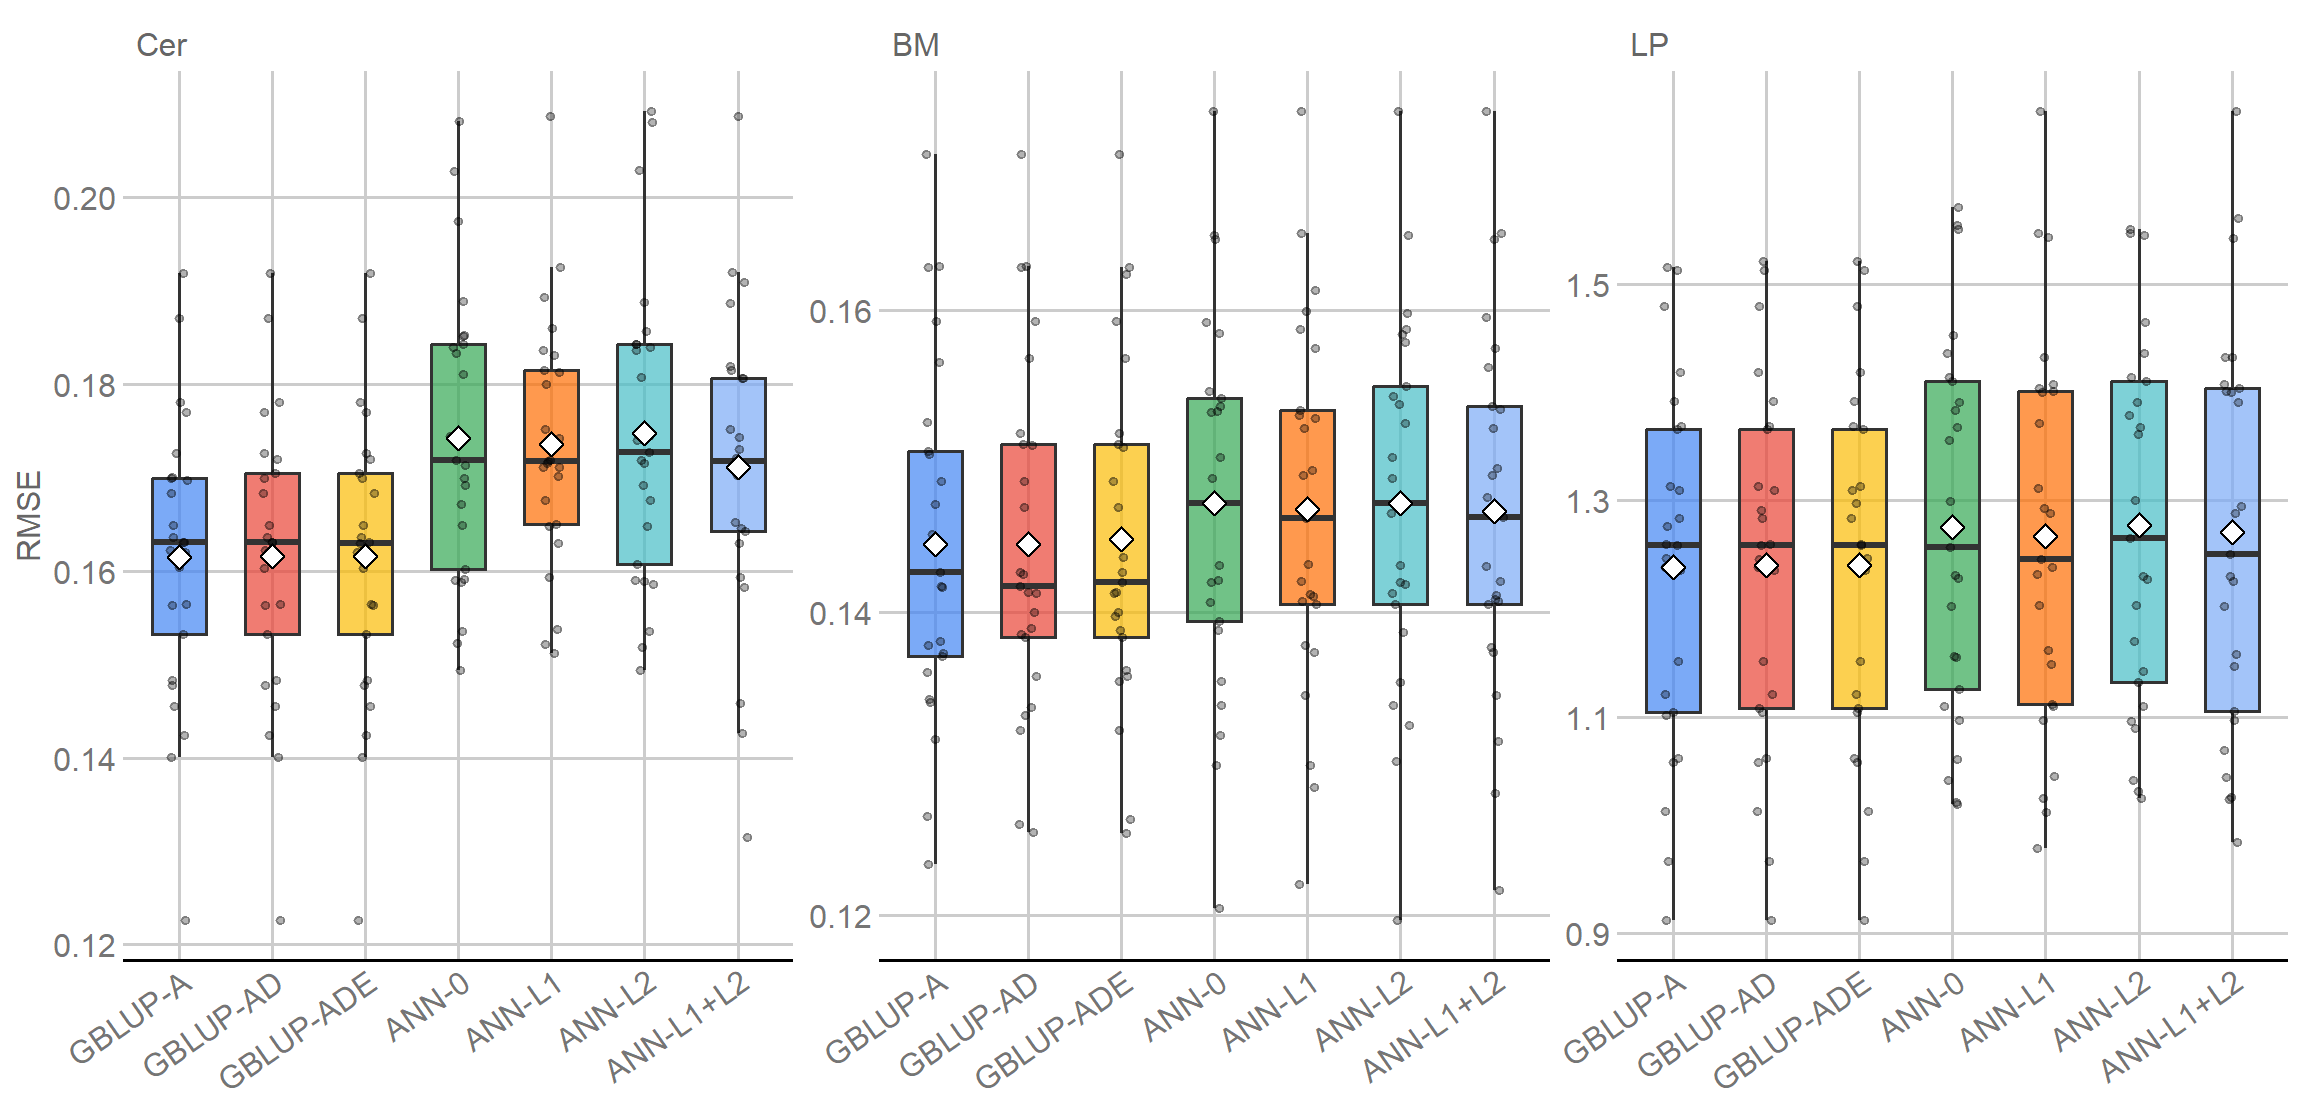 Cer
BM
LP
RMSE
0.20
0.18
0.16
0.14
0.12
GBLUP-A
GBLUP-AD
GBLUP-ADE
ANN-0
ANN-L1
ANN-L2
ANN-L1+L2
0.16
0.14
0.12
GBLUP-A
GBLUP-AD
GBLUP-ADE
ANN-0
ANN-L1
ANN-L2
ANN-L1+L2
1.5
1.3
1.1
0.9
GBLUP-A
GBLUP-AD
GBLUP-ADE
ANN-0
ANN-L1
ANN-L2
ANN-L1+L2